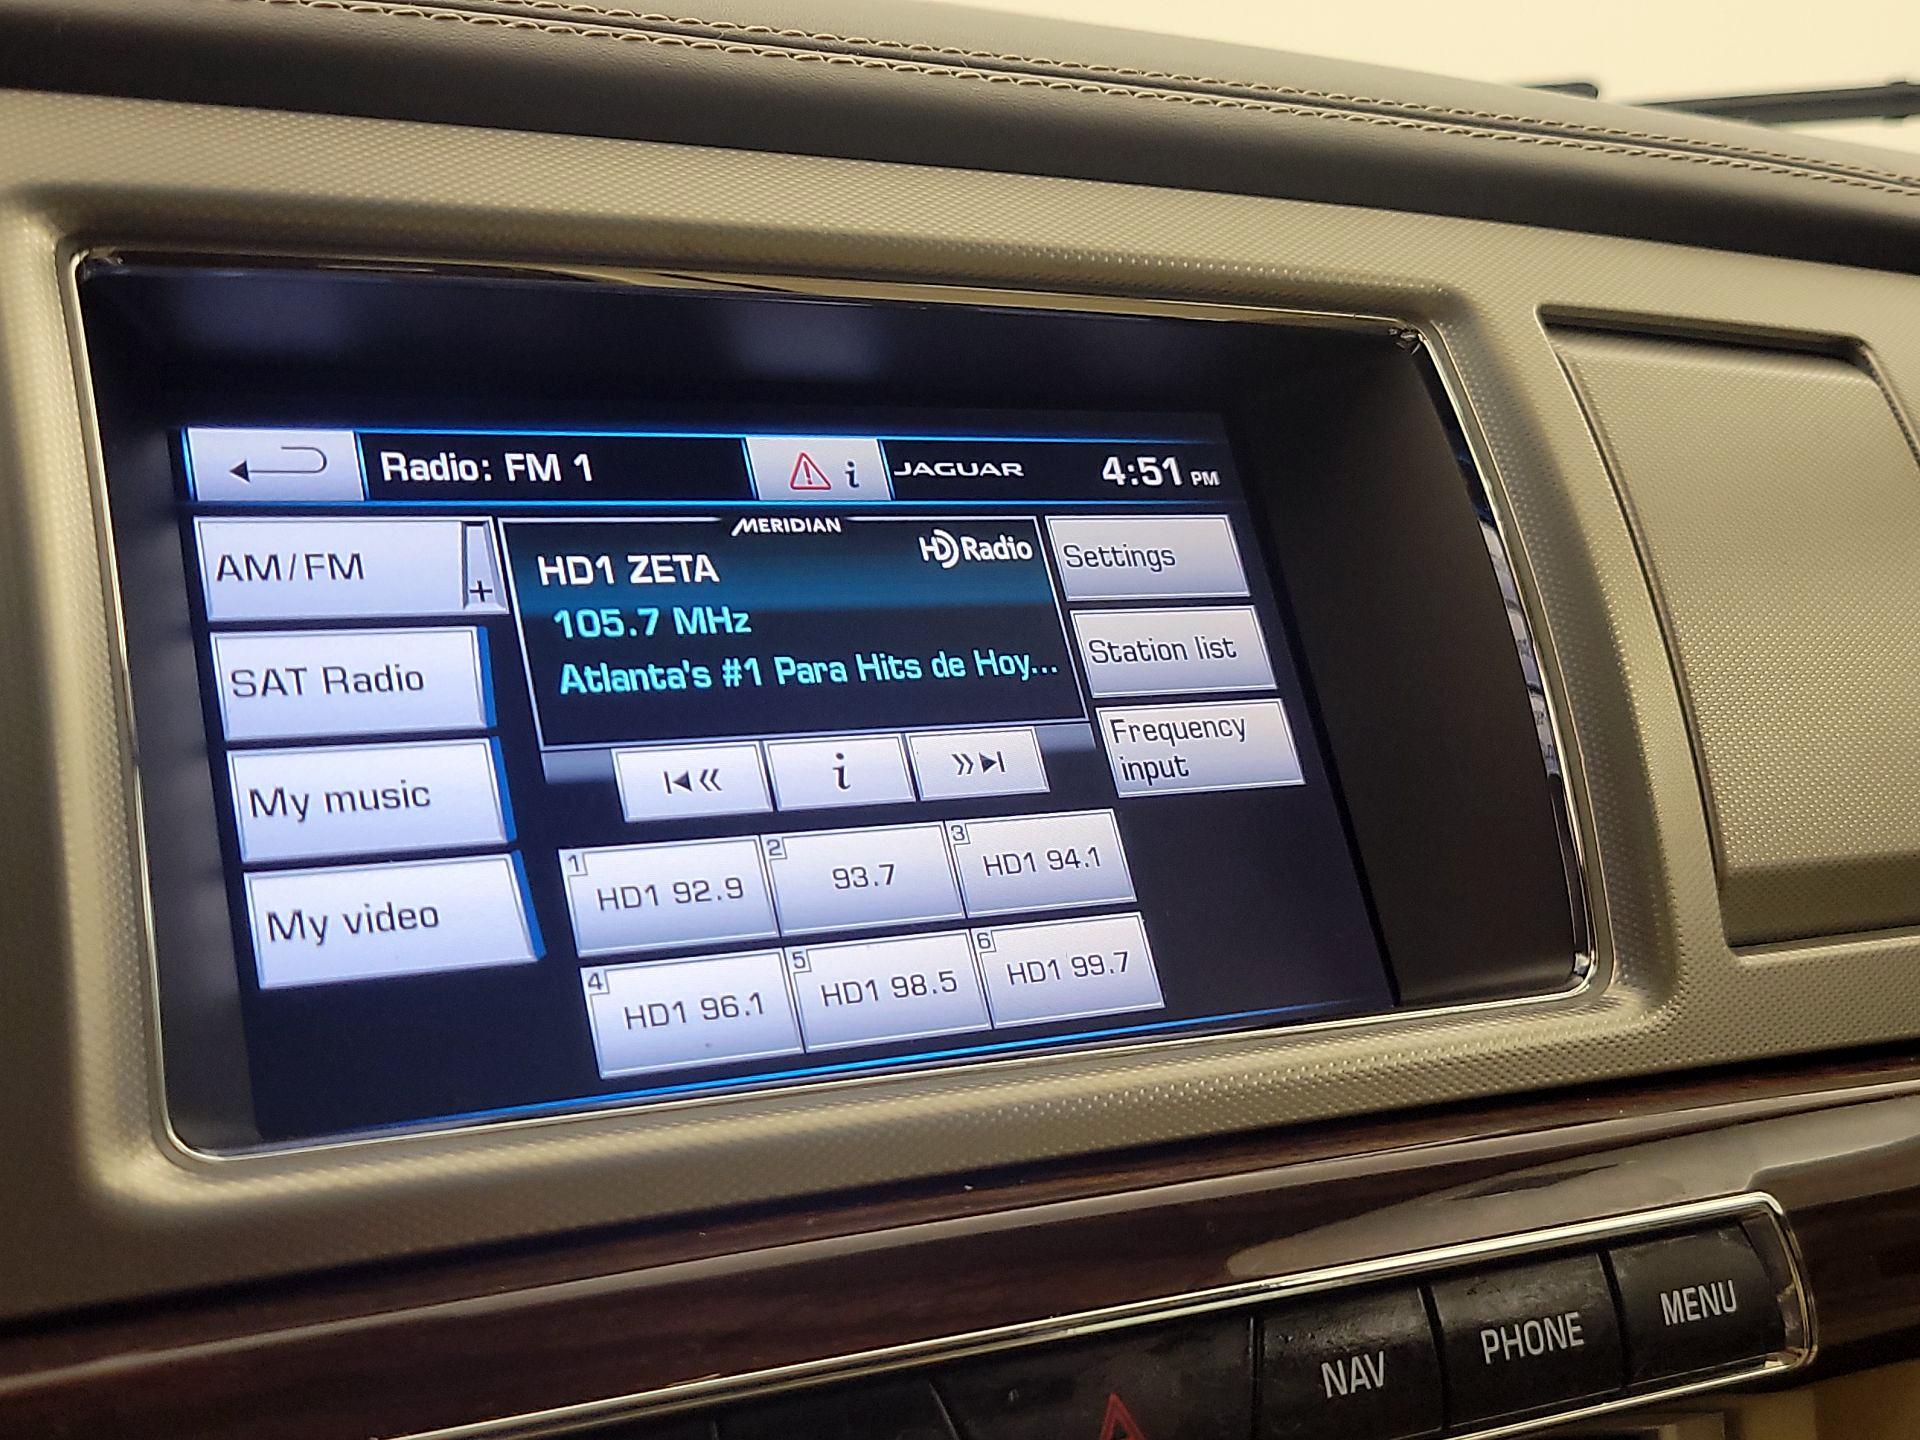 Radio: FM 1
i
JAGUAR
4:51 PM
AM/FM
+
SAT Radio
My music
My video
MERIDIAN
HD Radio
HD1 ZETA
105.7 MHz
Atlanta's #1 Para Hits de Hoy...
i
Settings
Station list
Frequency
input
1
HD1 92.9
2
93.7
3
HD1 94.1
4
HD1 96.1
5
HD1 98.5
6
HD1 99.7
NAV
PHONE
MENU